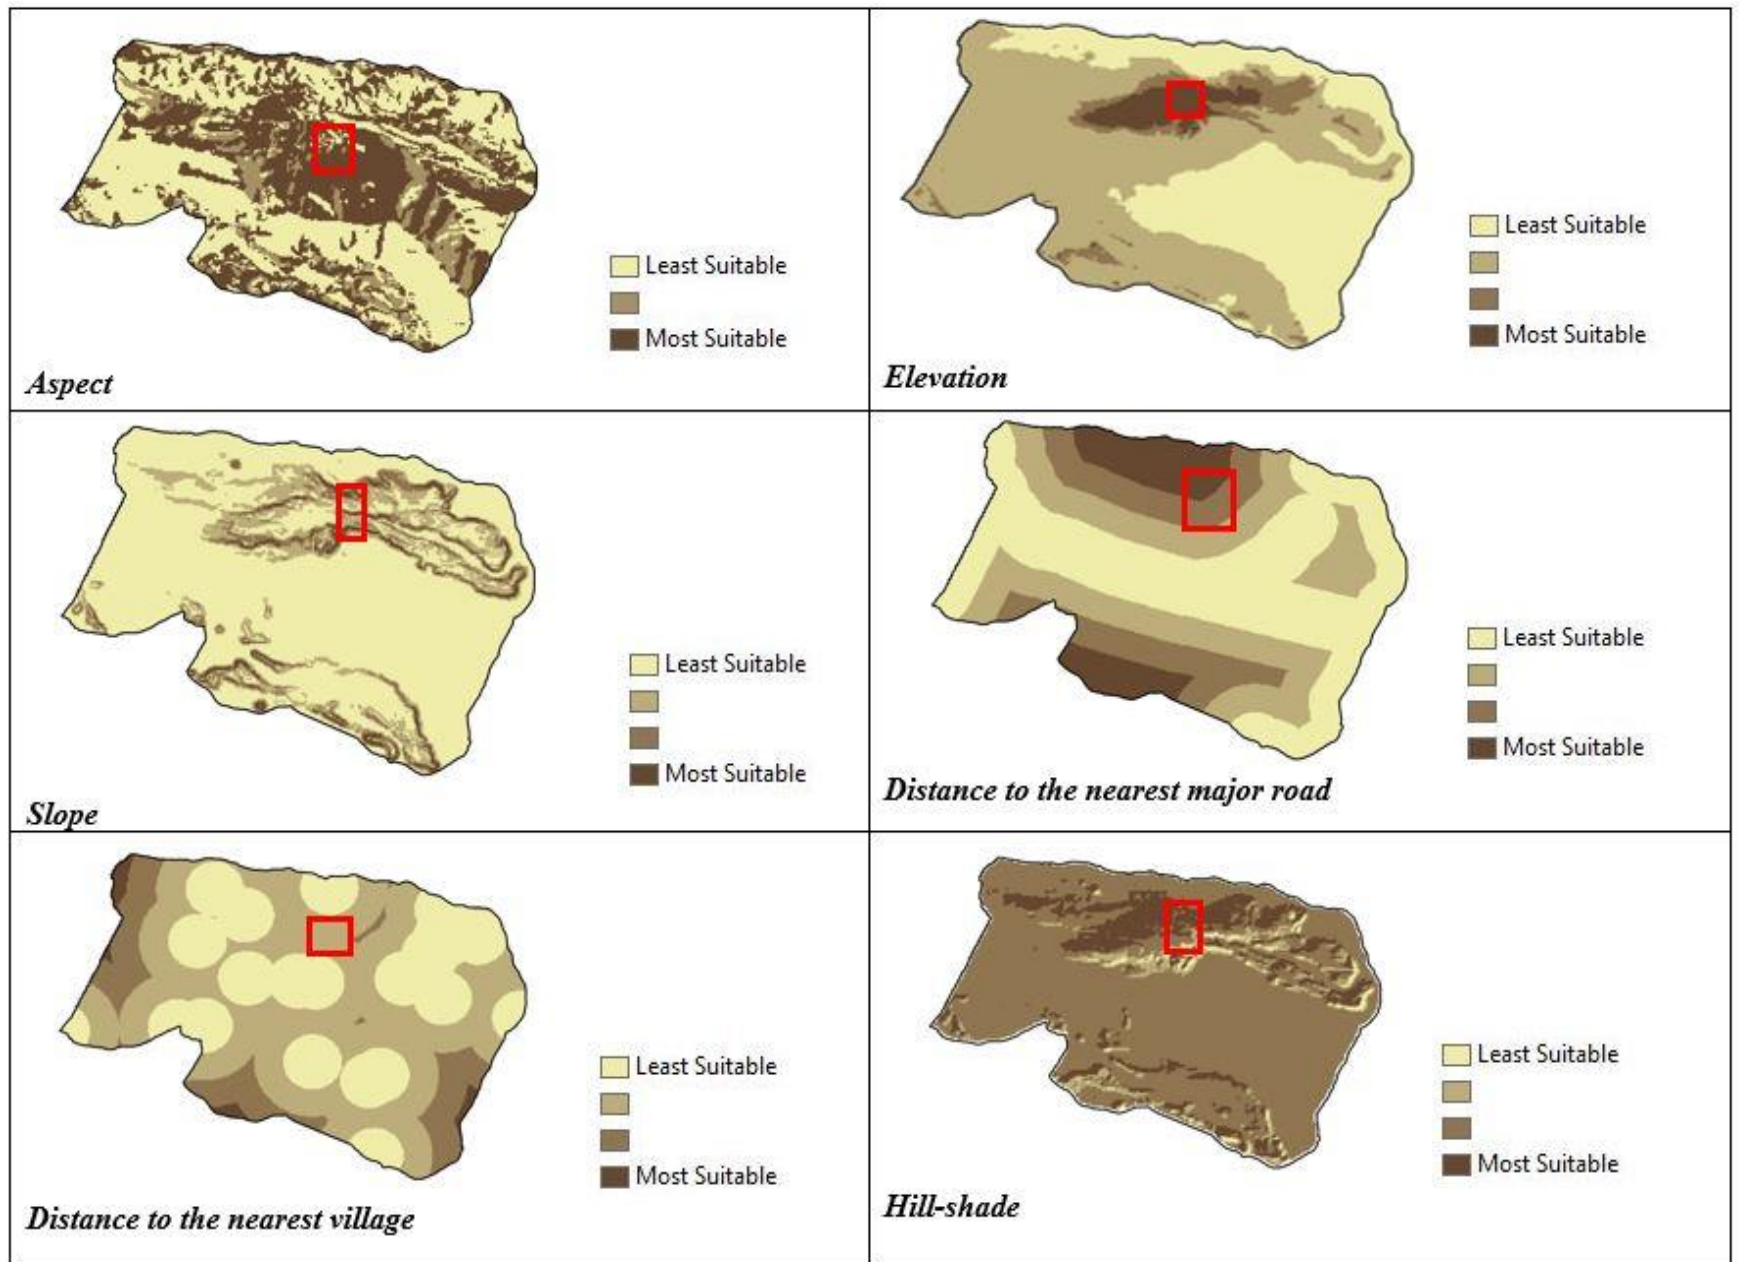 Least Suitable
Most Suitable
Aspect
Least Suitable
Most Suitable
Elevation
Least Suitable
Most Suitable
Slope
Least Suitable
Most Suitable
Distance to the nearest major road
Least Suitable
Most Suitable
Distance to the nearest village
Least Suitable
Most Suitable
Hill-shade